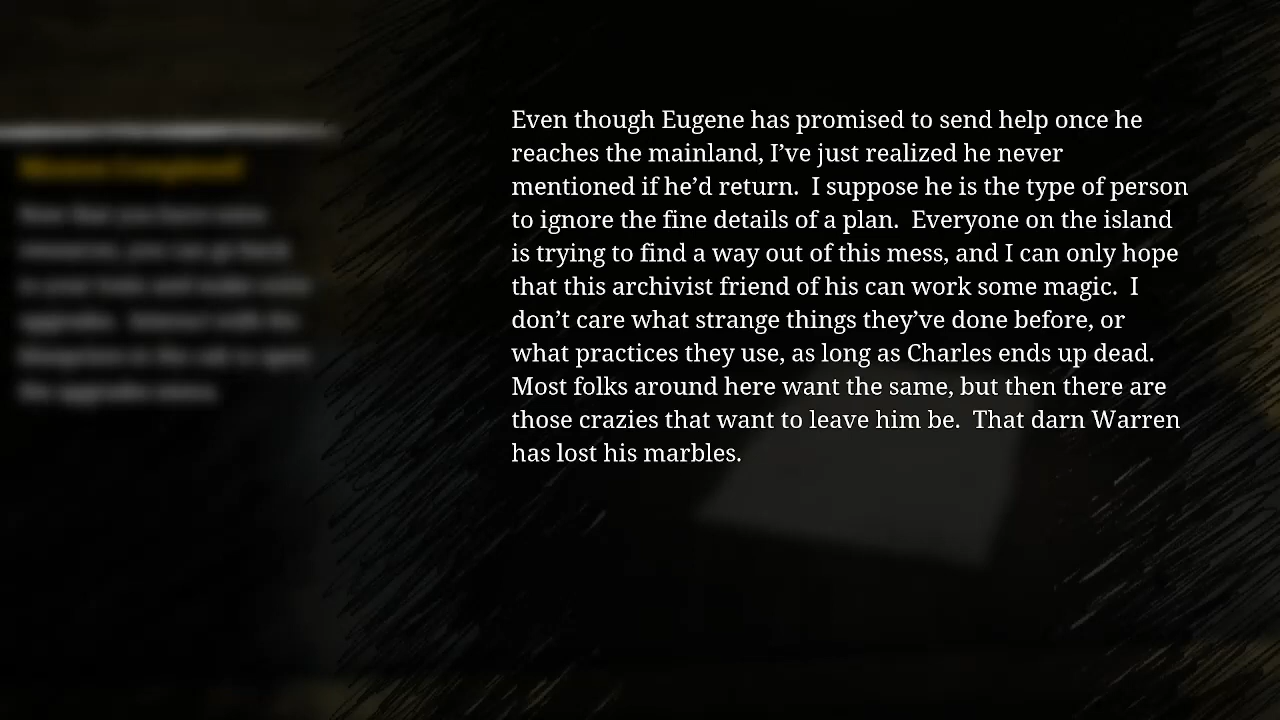 Even though Eugene has promised to send help once he
reaches the mainland, I’ve just realized he never
mentioned if he’d return.  I suppose he is the type of person
to ignore the fine details of a plan.  Everyone on the island
is trying to find a way out of this mess, and I can only hope
that this archivist friend of his can work some magic.  I
don’t care what strange things they’ve done before, or
what practices they use, as long as Charles ends up dead.
Most folks around here want the same, but then there are
those crazies that want to leave him be.  That darn Warren
has lost his marbles.